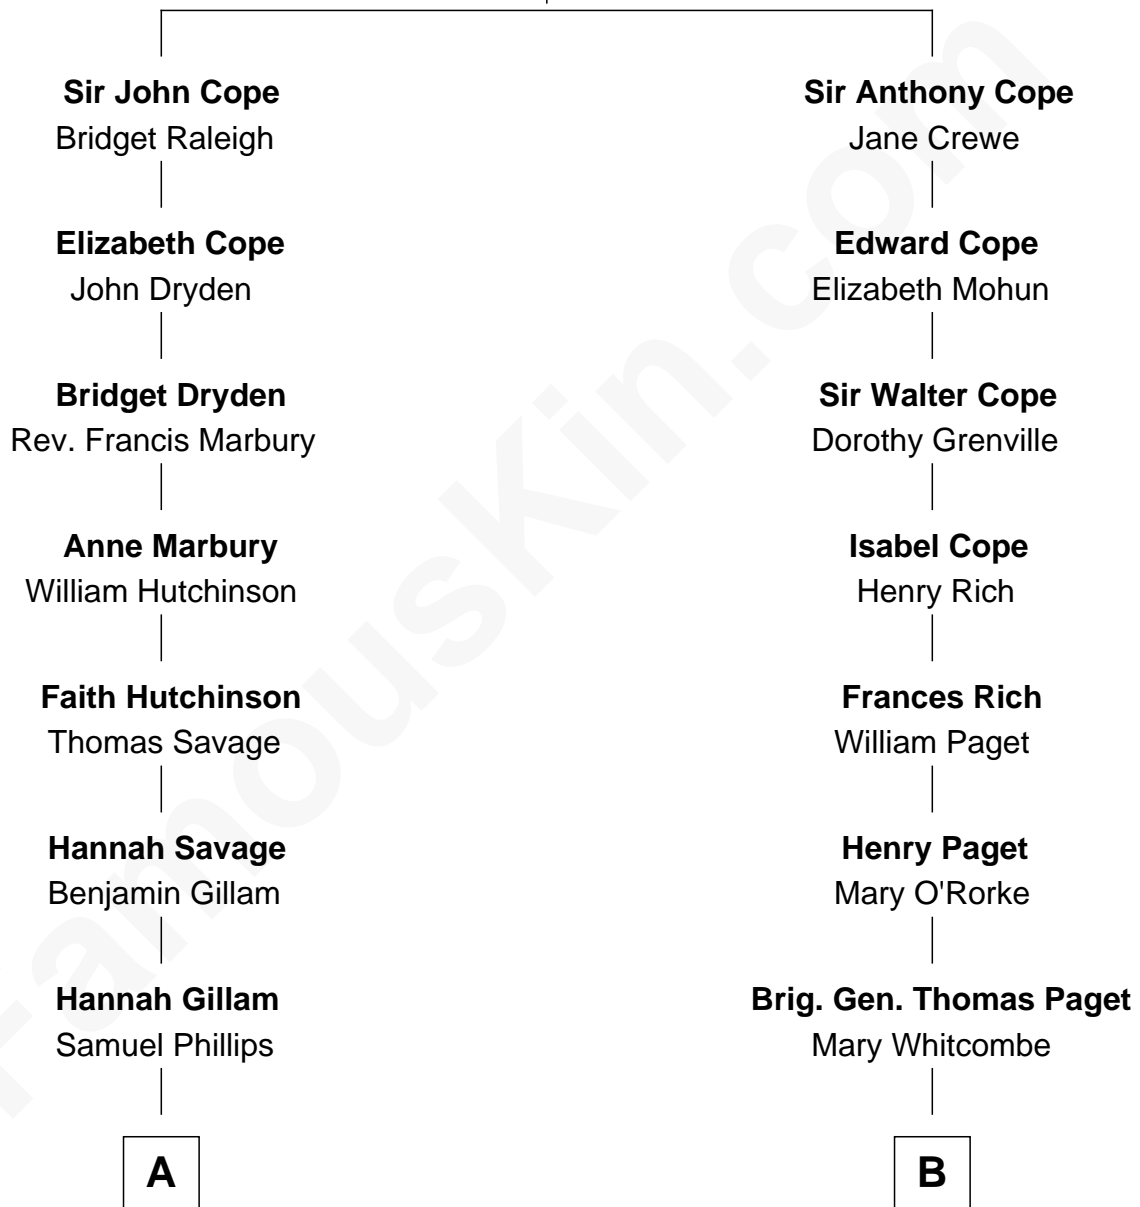 Sir John Cope
Bridget Raleigh
Elizabeth Cope
John Dryden
Bridget Dryden
Rev. Francis Marbury
Anne Marbury
William Hutchinson
Faith Hutchinson
Thomas Savage
Hannah Savage
Benjamin Gillam
Hannah Gillam
Samuel Phillips
A
Sir Anthony Cope
Jane Crewe
Edward Cope
Elizabeth Mohun
Sir Walter Cope
Dorothy Grenville
Isabel Cope
Henry Rich
Frances Rich
William Paget
Henry Paget
Mary O'Rorke
Brig. Gen. Thomas Paget
Mary Whitcombe
B
FamousKin.com